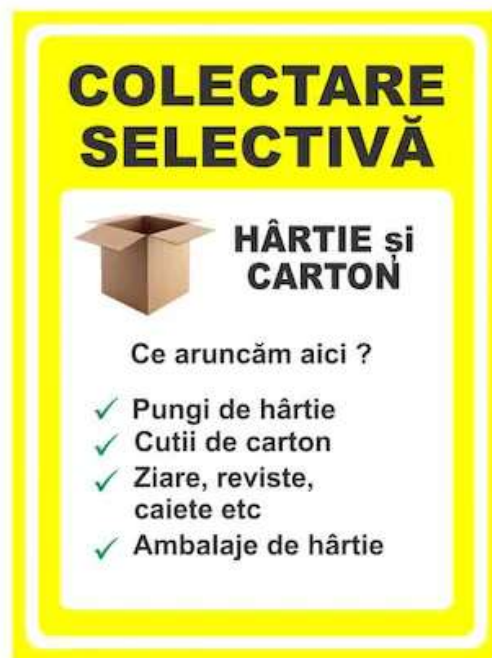 COLECTARE
SELECTIVĂ
HÂRTIE și
CARTON
Ce aruncăm aici ?
Pungi de hârtie
Cutii de carton
Ziare, reviste,
caiete etc
Ambalaje de hârtie